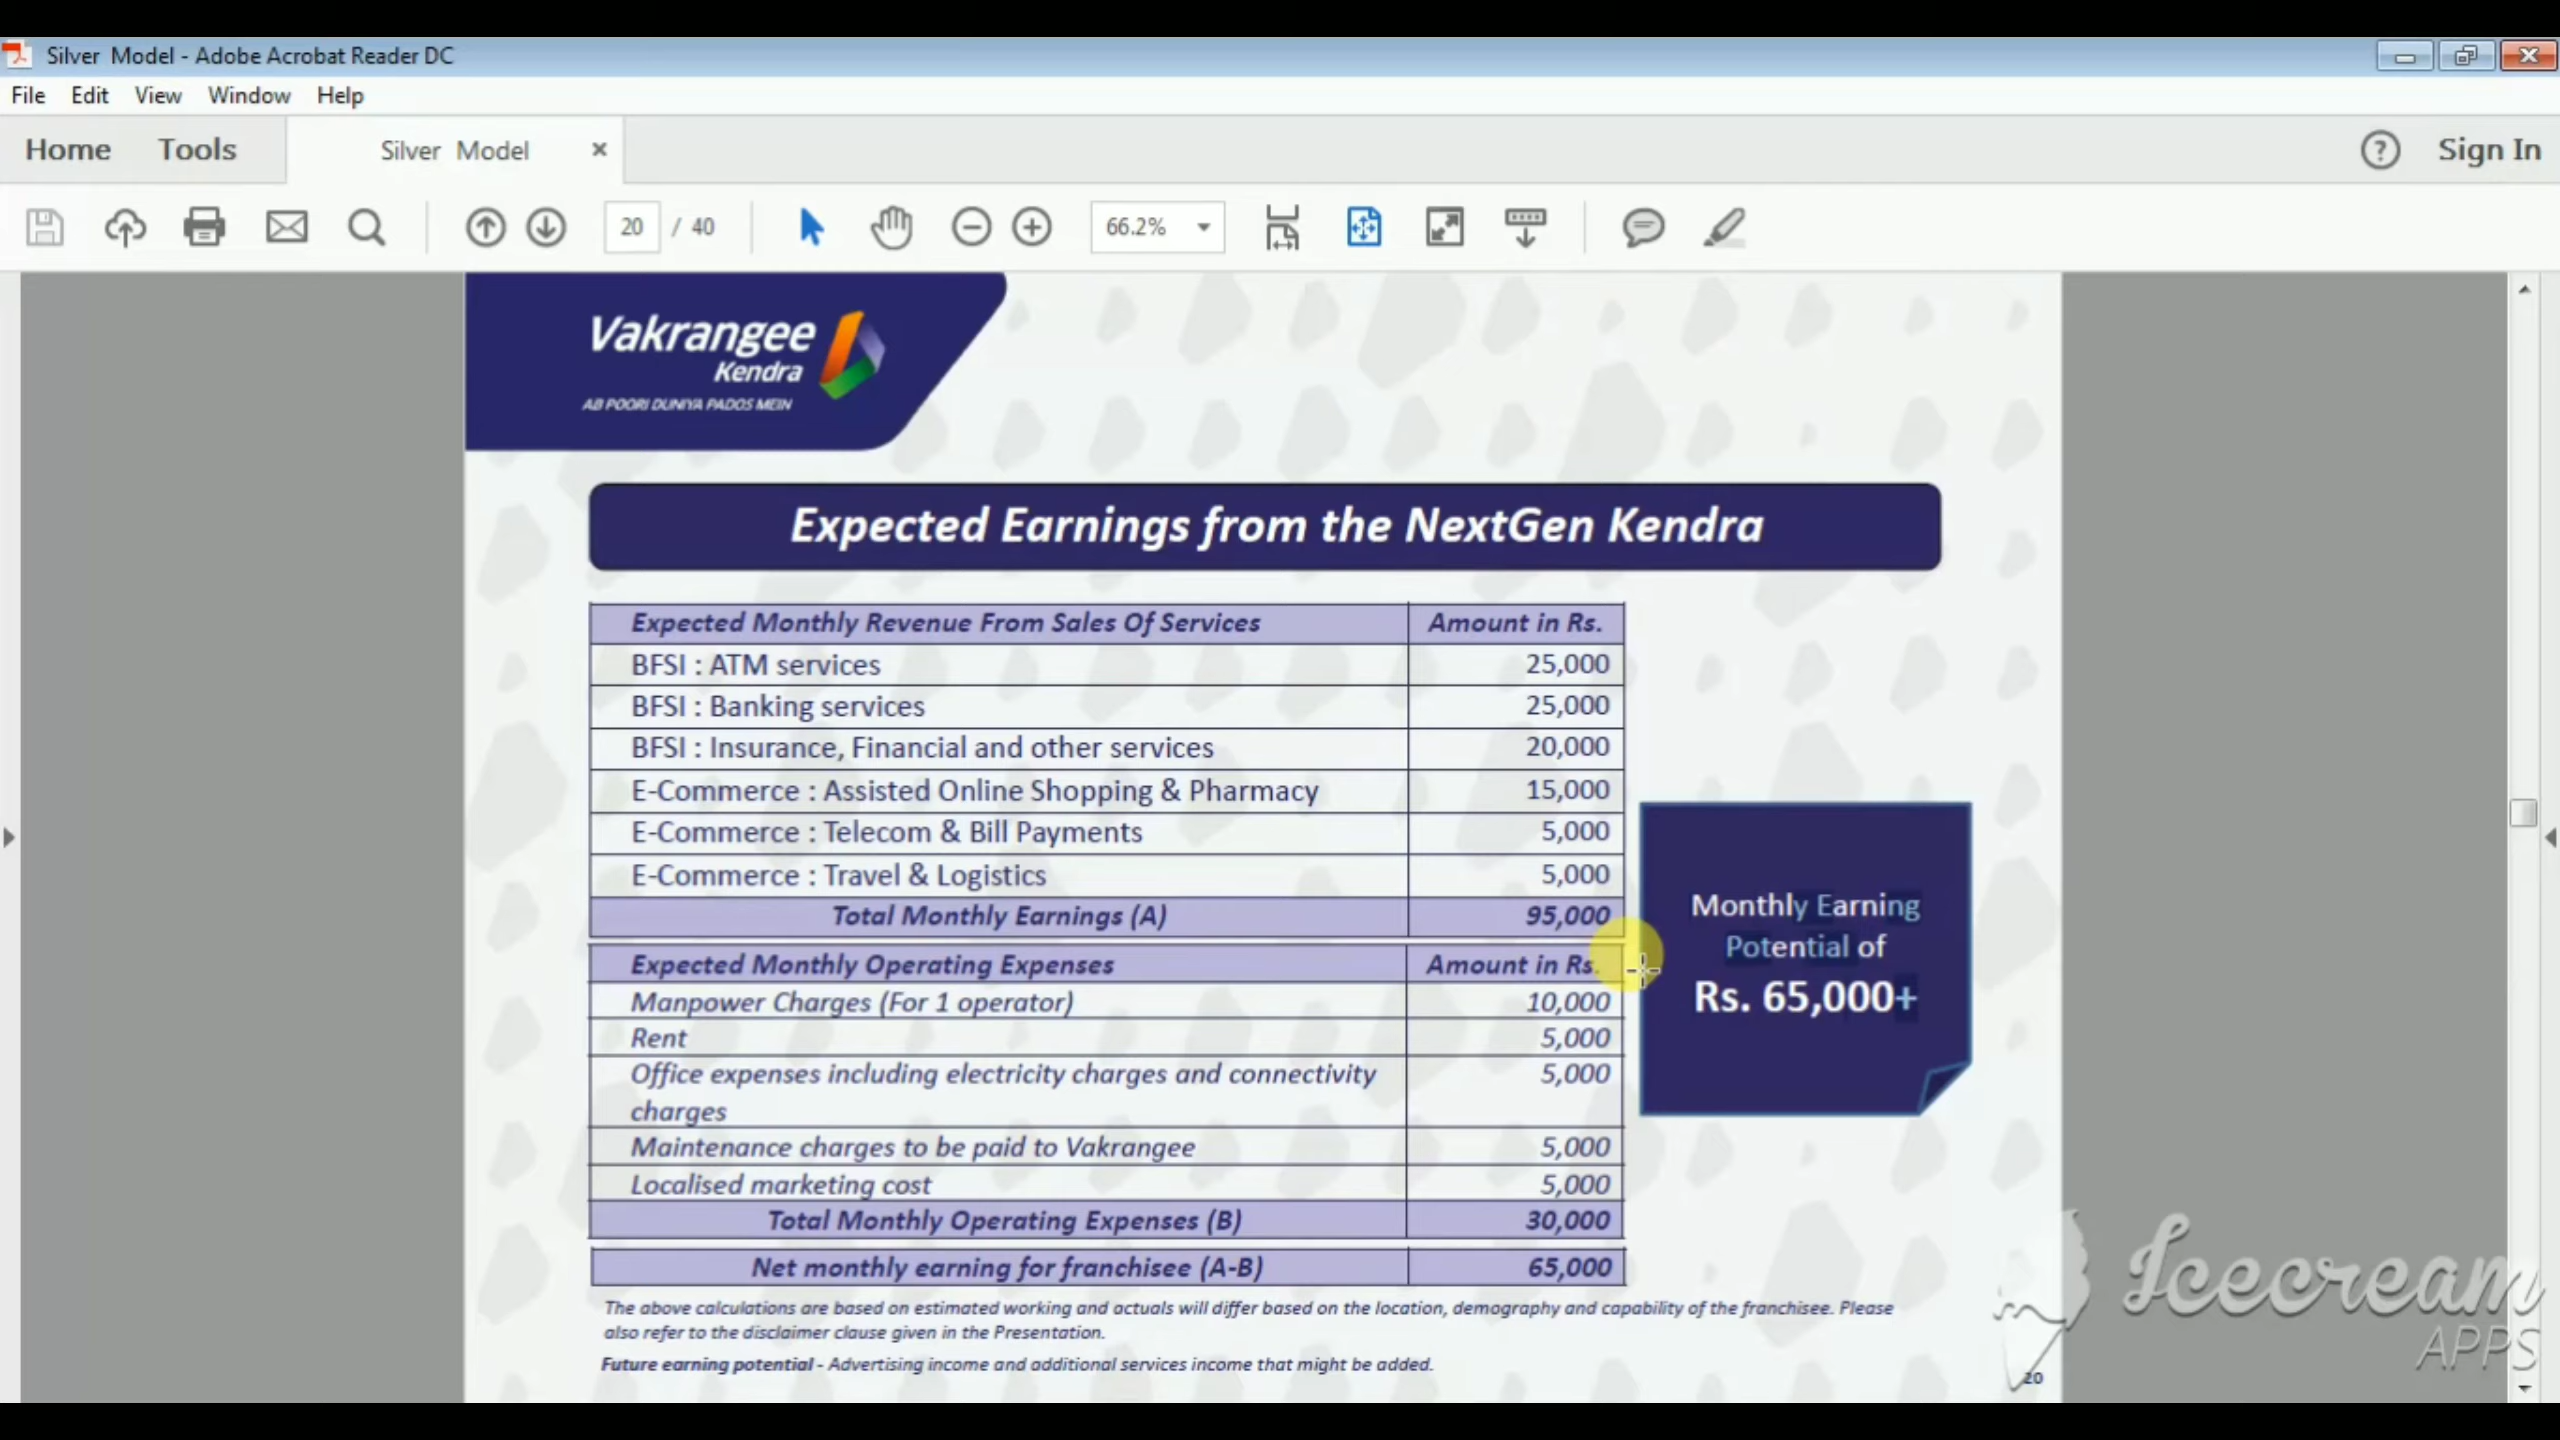 Silver Model - Adobe Acrobat Reader DC
File Edit View Window Help
Home Tools Silver Model × ? Sign In
20 / 40 66.2%
Vakrangee
Kendra
AB POORI DUNIYA PADOS MEIN
Expected Earnings from the NextGen Kendra
Expected Monthly Revenue From Sales Of Services Amount in Rs.
BFSI : ATM services 25,000
BFSI : Banking services 25,000
BFSI : Insurance, Financial and other services 20,000
E-Commerce : Assisted Online Shopping & Pharmacy 15,000
E-Commerce : Telecom & Bill Payments 5,000
E-Commerce : Travel & Logistics 5,000
Total Monthly Earnings (A) 95,000
Expected Monthly Operating Expenses Amount in Rs.
Manpower Charges (For 1 operator) 10,000
Rent 5,000
Office expenses including electricity charges and connectivity 5,000
charges
Maintenance charges to be paid to Vakrangee 5,000
Localised marketing cost 5,000
Total Monthly Operating Expenses (B) 30,000
Net monthly earning for franchisee (A-B) 65,000
Monthly Earning
Potential of
Rs. 65,000+
The above calculations are based on estimated working and actuals will differ based on the location, demography and capability of the franchisee. Please
also refer to the disclaimer clause given in the Presentation.
Future earning potential - Advertising income and additional services income that might be added.
20
Icecream
APPS